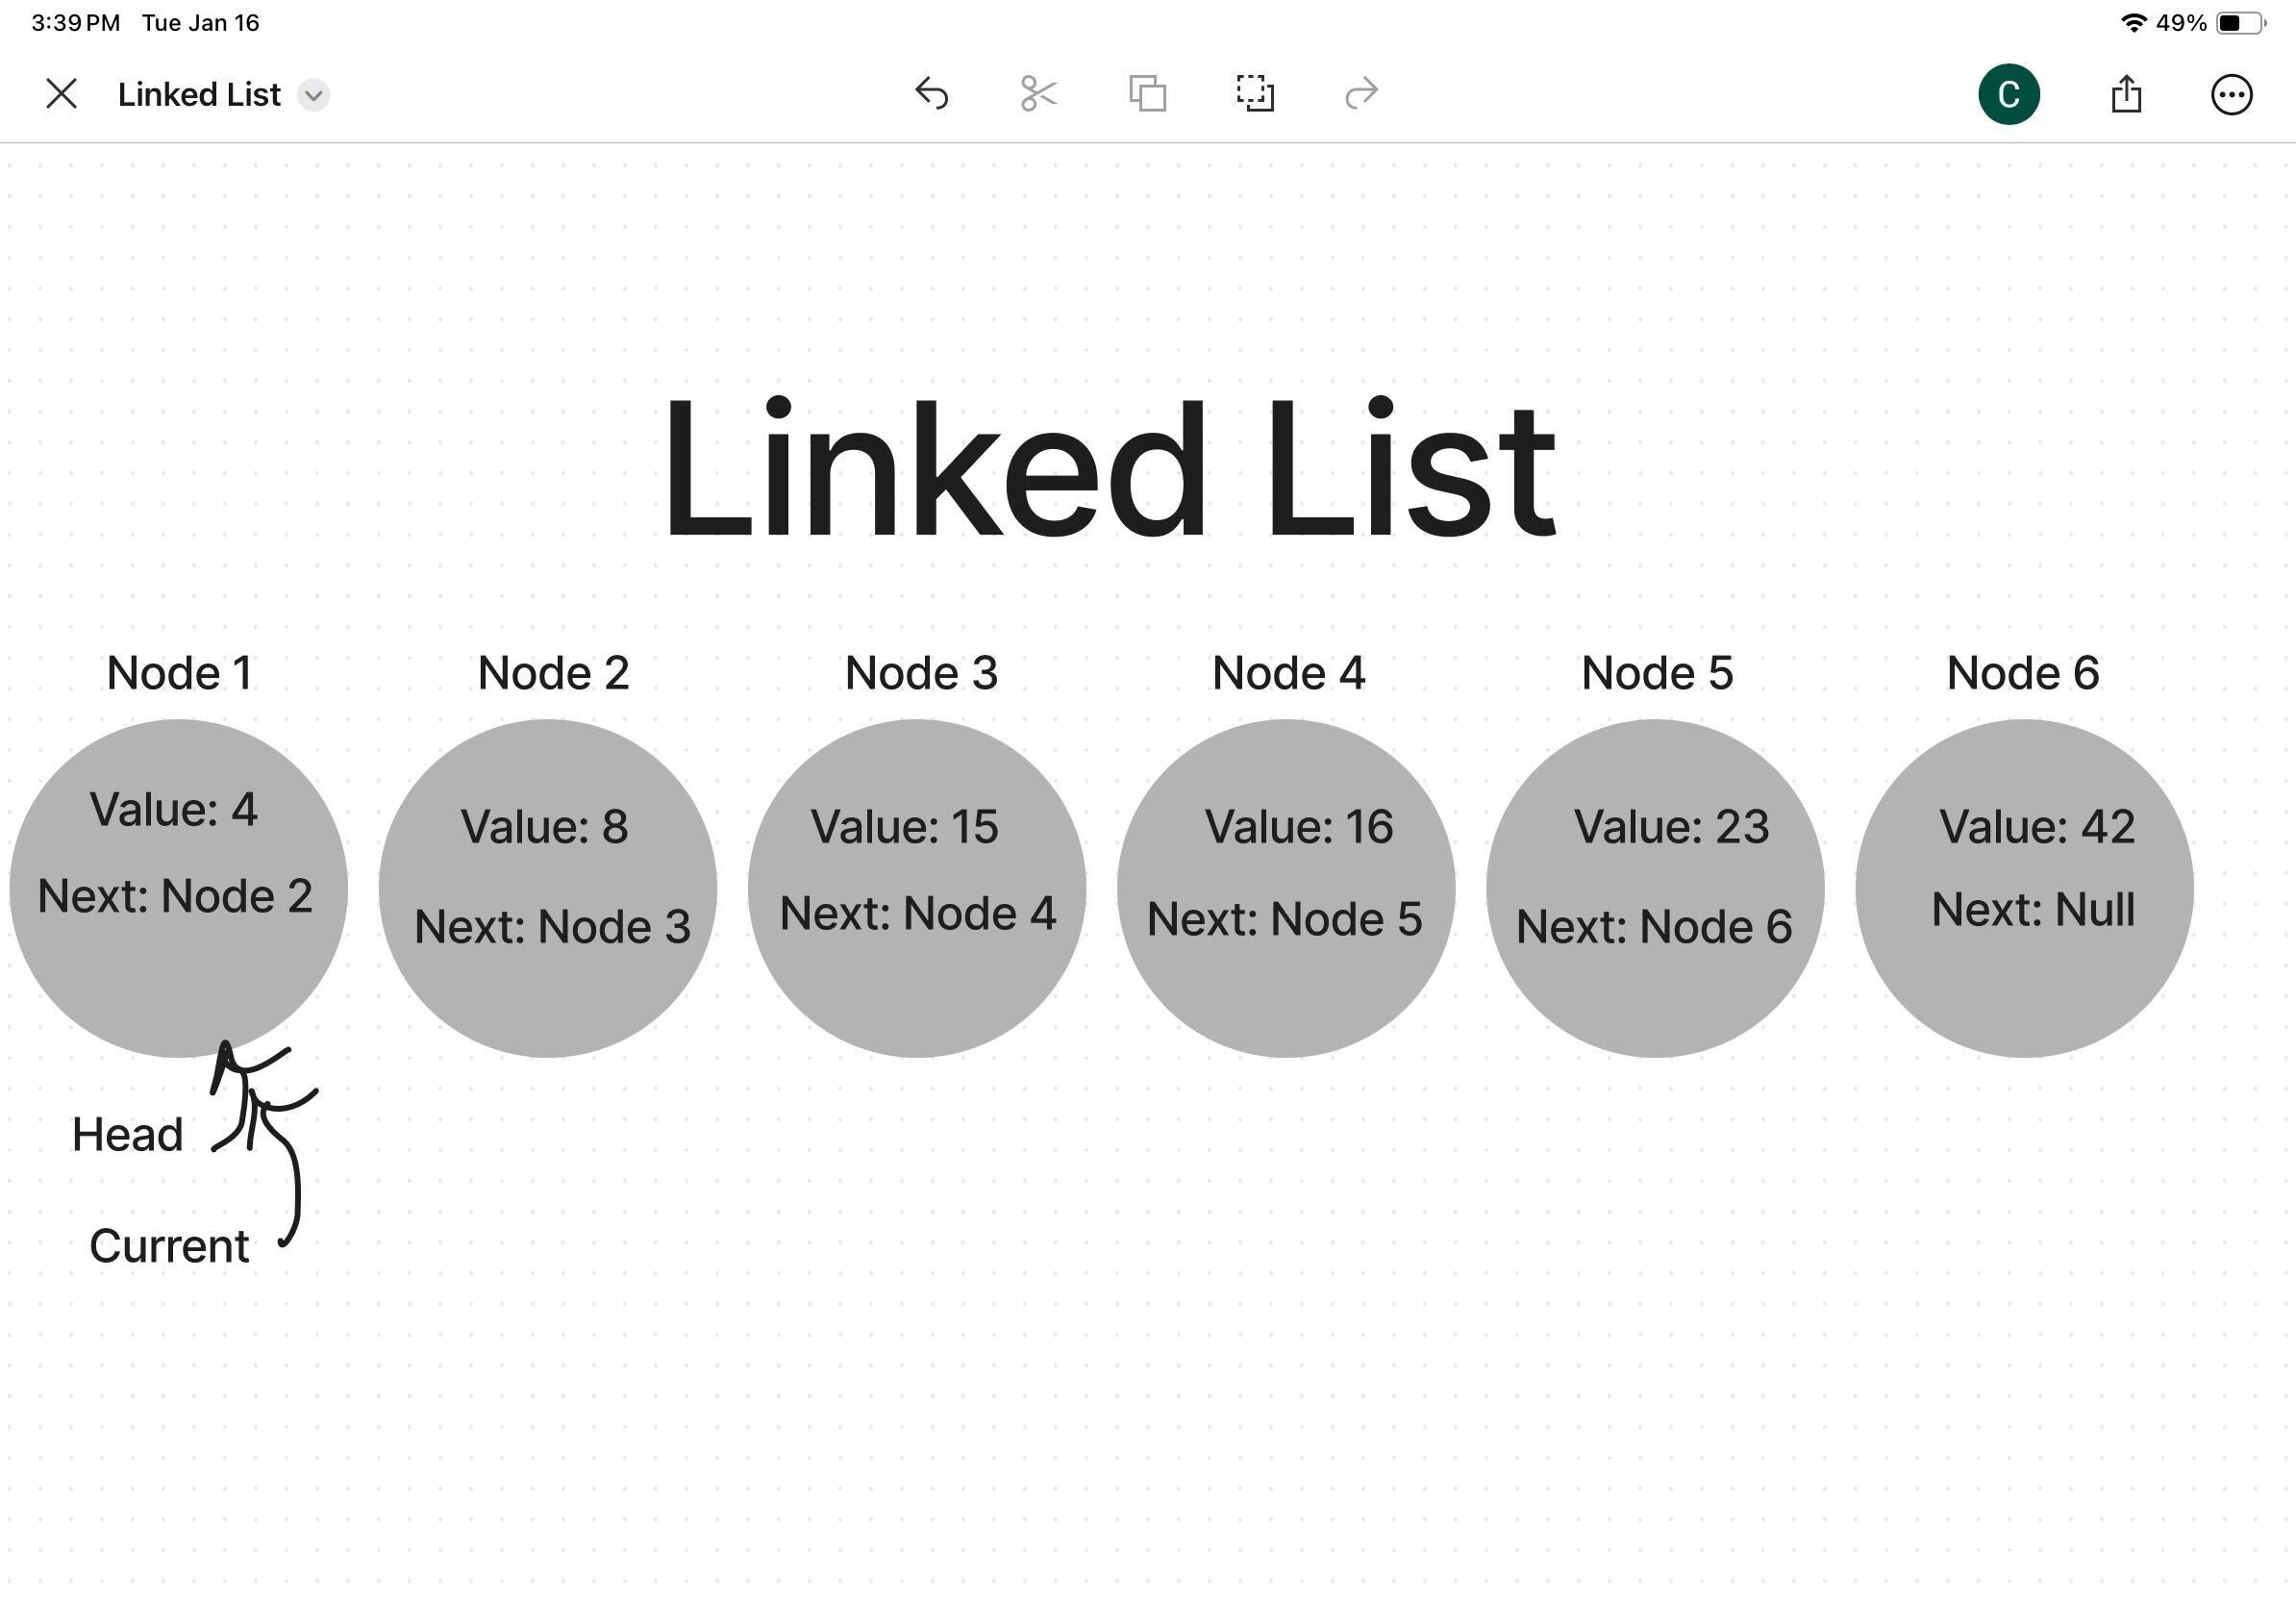 3:39 PM Tue Jan 16 49%
Linked List C
Linked List
Node 1 Node 2 Node 3 Node 4 Node 5 Node 6
Value: 4 Value: 8 Value: 15 Value: 16 Value: 23 Value: 42
Next: Node 2 Next: Node 3 Next: Node 4 Next: Node 5 Next: Node 6 Next: Null
Head
Current